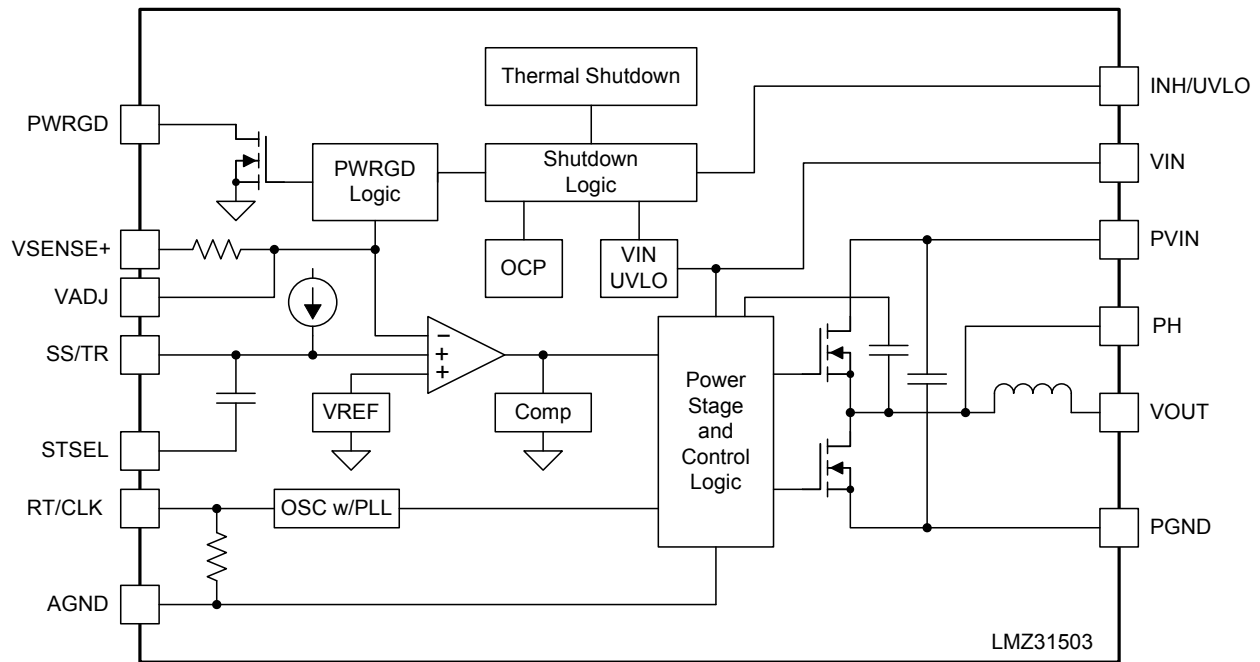 Thermal Shutdown
INH/UVLO
PWRGD
PWRGD
Logic
Shutdown
Logic
VIN
VSENSE+
OCP
VIN
UVLO
PVIN
VADJ
SS/TR
PH
−
+
+
VREF
Comp
Power
Stage
and
Control
Logic
VOUT
STSEL
RT/CLK
OSC w/PLL
PGND
AGND
LMZ31503